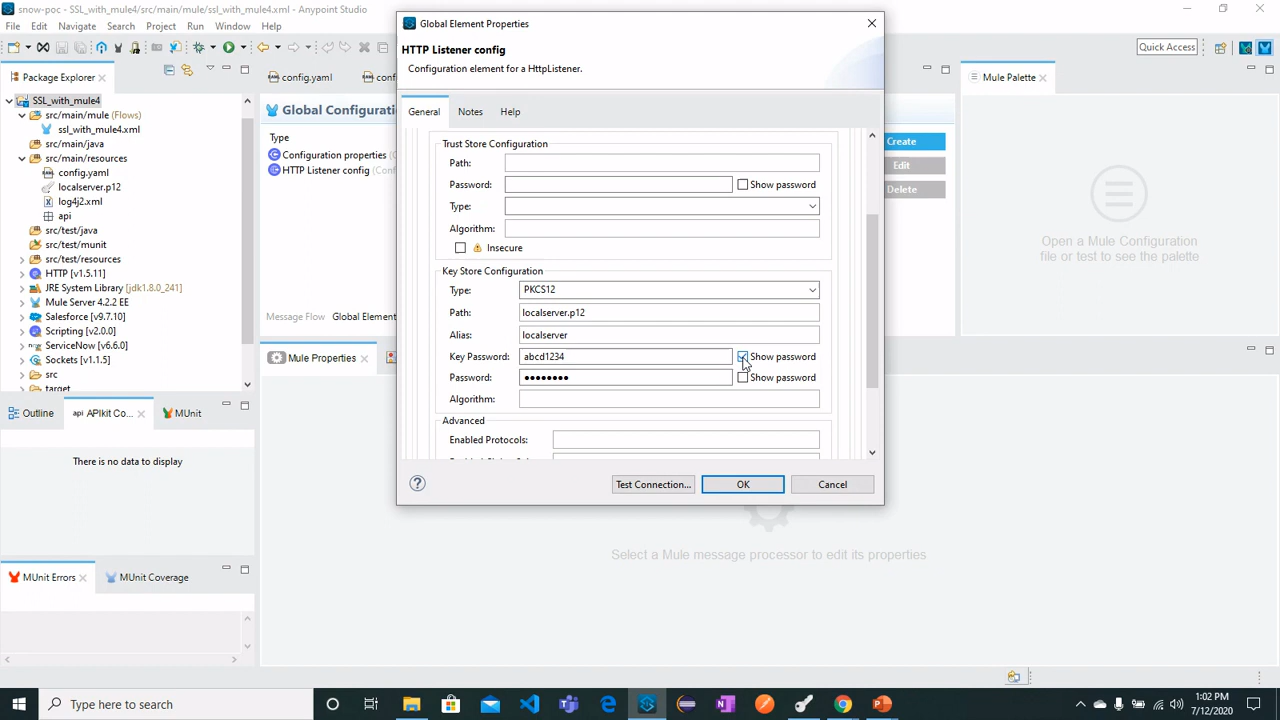 snow-poc - SSL_with_mule4/src/main/mule/ssl_with_mule4.xml - Anypoint Studio
File Edit Navigate Search Project Run Window Help
Quick Access
Package Explorer
SSL_with_mule4
src/main/mule (Flows)
ssl_with_mule4.xml
src/main/java
src/main/resources
config.yaml
localserver.p12
log4j2.xml
api
src/test/java
src/test/munit
src/test/resources
HTTP [v1.5.11]
JRE System Library [jdk1.8.0_241]
Mule Server 4.2.2 EE
Salesforce (v9.7.10]
Scripting [v2.0.0]
ServiceNow [v6.6.0]
Sockets [v1.1.5]
src
target
config.yaml
Global Configurati
Type
Configuration properties (C
HTTP Listener config (Conf
Message Flow Global Elemen
Create
Edit
Delete
Mule Palette
Open a Mule Configuration
file or test to see the palette
Global Element Properties
HTTP Listener config
Configuration element for a HttpListener.
General Notes Help
Trust Store Configuration
Path:
Password: Show password
Type:
Algorithm:
Insecure
Key Store Configuration
Type: PKCS12
Path: localserver.p12
Alias: localserver
Key Password: abcd1234 Show password
Password: •••••••• Show password
Algorithm:
Advanced
Enabled Protocols:
Test Connection... OK Cancel
Outline APIkit Co... MUnit
There is no data to display
Mule Properties
Select a Mule message processor to edit its properties
MUnit Errors MUnit Coverage
Type here to search
1:02 PM
7/12/2020